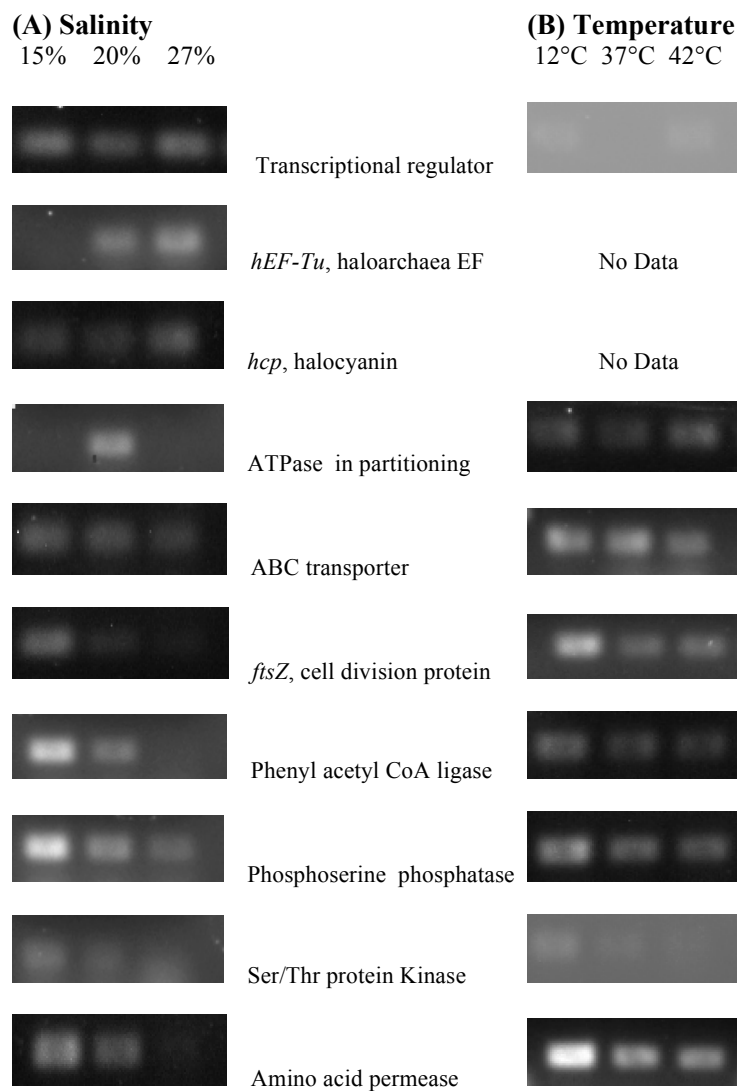 (A) Salinity (B) Temperature
15% 20% 27% 12°C 37°C 42°C
Transcriptional regulator
hEF-Tu, haloarchaea EF No Data
hcp, halocyanin No Data
ATPase in partitioning
ABC transporter
ftsZ, cell division protein
Phenyl acetyl CoA ligase
Phosphoserine phosphatase
Ser/Thr protein Kinase
Amino acid permease